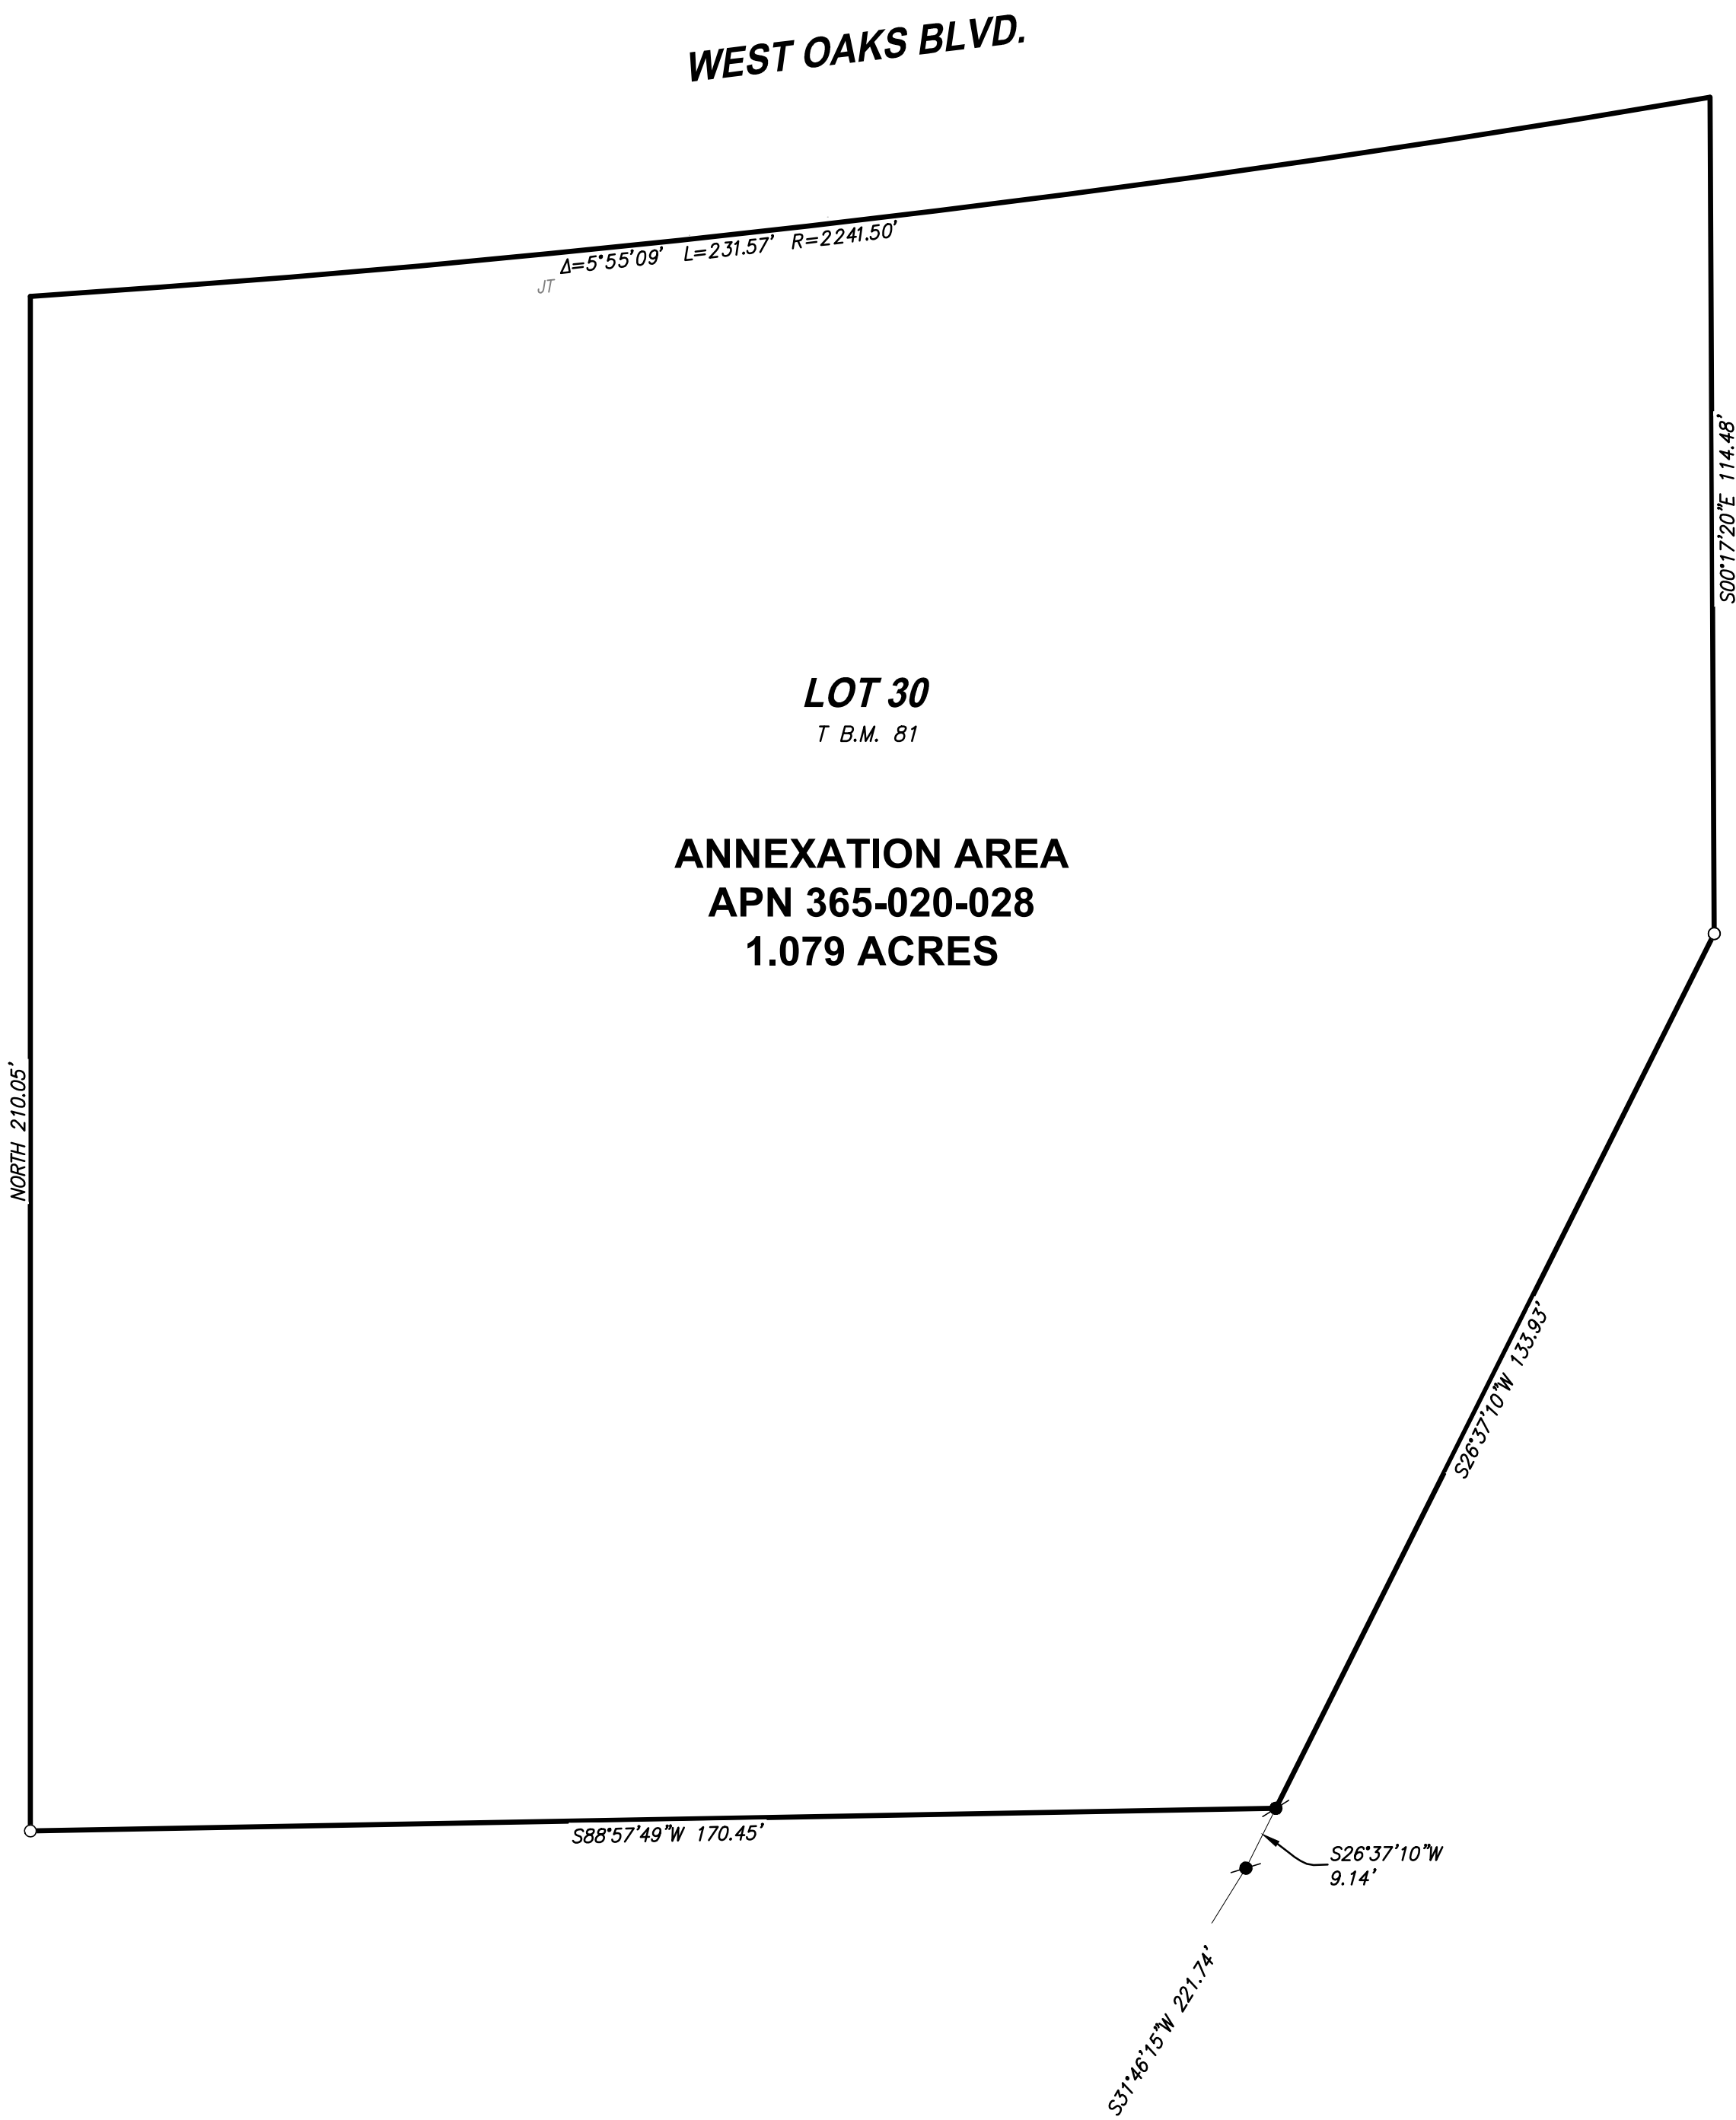 WEST OAKS BLVD.
Δ=5°55'09' L=231.57' R=2241.50'
JT
S00°17'20"E 114.48'
LOT 30
T B.M. 81
ANNEXATION AREA
APN 365-020-028
1.079 ACRES
NORTH 210.05'
S26°37'10"W 133.93'
S88°57'49"W 170.45'
S26°37'10"W
9.14'
S31°46'15"W 221.74'